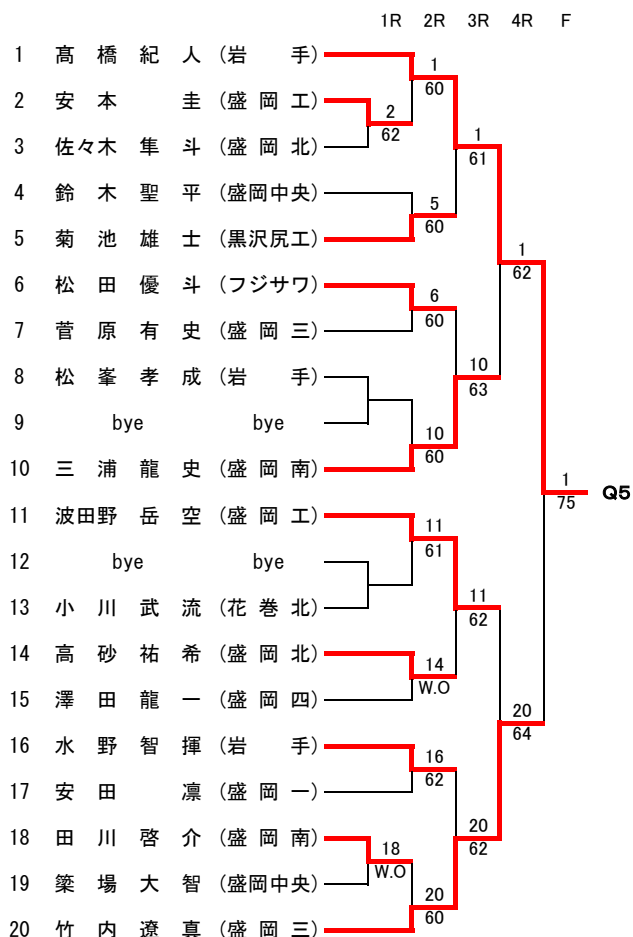 1R 2R 3R 4R F
1 髙橋紀人 (岩手)
1
60
2 安本 圭 (盛岡工)
2
62
3 佐々木隼斗 (盛岡北)
1
61
4 鈴木聖平 (盛岡中央)
5
60
5 菊池雄士 (黒沢尻工)
1
62
6 松田優斗 (フジサワ)
6
60
7 菅原有史 (盛岡三)
8 松峯孝成 (岩手)
10
63
9 bye bye
10
60
10 三浦龍史 (盛岡南)
1
75
Q5
11 波田野岳空 (盛岡工)
11
61
12 bye bye
13 小川武流 (花巻北)
11
62
14 高砂祐希 (盛岡北)
14
W.O
15 澤田龍一 (盛岡四)
20
64
16 水野智揮 (岩手)
16
62
17 安田 凛 (盛岡一)
18 田川啓介 (盛岡南)
18
W.O
20
62
19 簗場大智 (盛岡中央)
20
60
20 竹内遼真 (盛岡三)